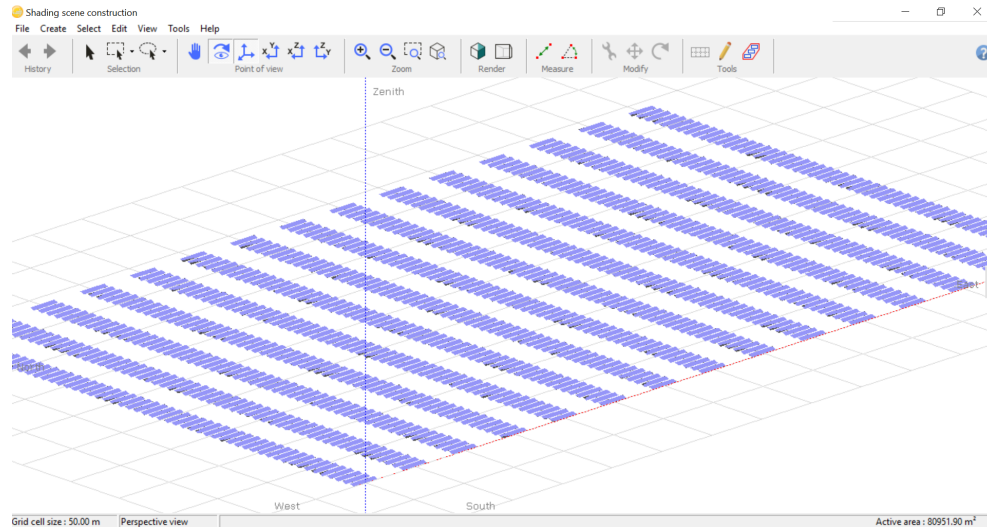 Shading scene construction
File Create Select Edit View Tools Help
History Selection Point of view Zoom Render Measure Modify Tools
Zenith
East
West South
Grid cell size : 50.00 m Perspective view Active area : 80951.90 m²